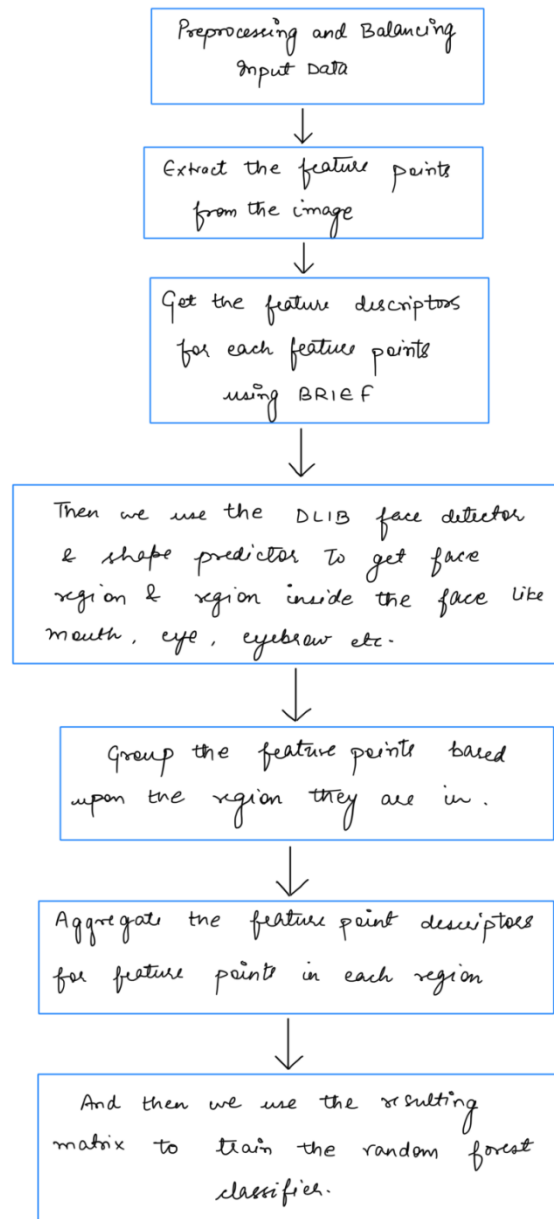 Preprocessing and Balancing
Input Data
Extract the feature points
from the image
Get the feature descriptors
for each feature points
using BRIEF
Then we use the DLIB face detector
& shape predictor to get face
region & region inside the face like
mouth, eye, eyebrow etc.
Group the feature points based
upon the region they are in.
Aggregate the feature point descriptors
for feature points in each region
And then we use the resulting
matrix to train the random forest
classifier.